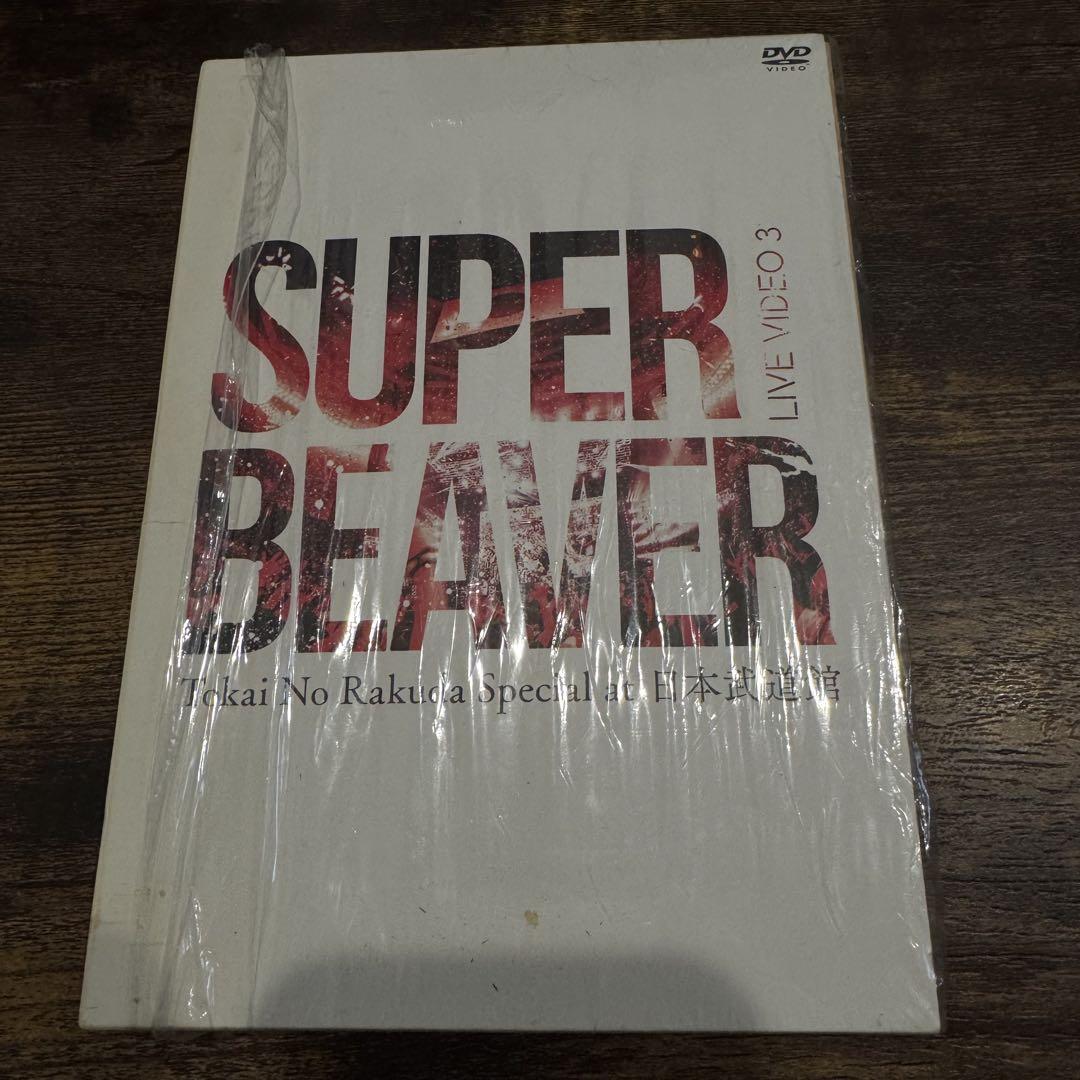 DVD
VIDEO
SUPER
BEAVER
LIVE VIDEO 3
Tokai No Rakuda Special at 日本武道館